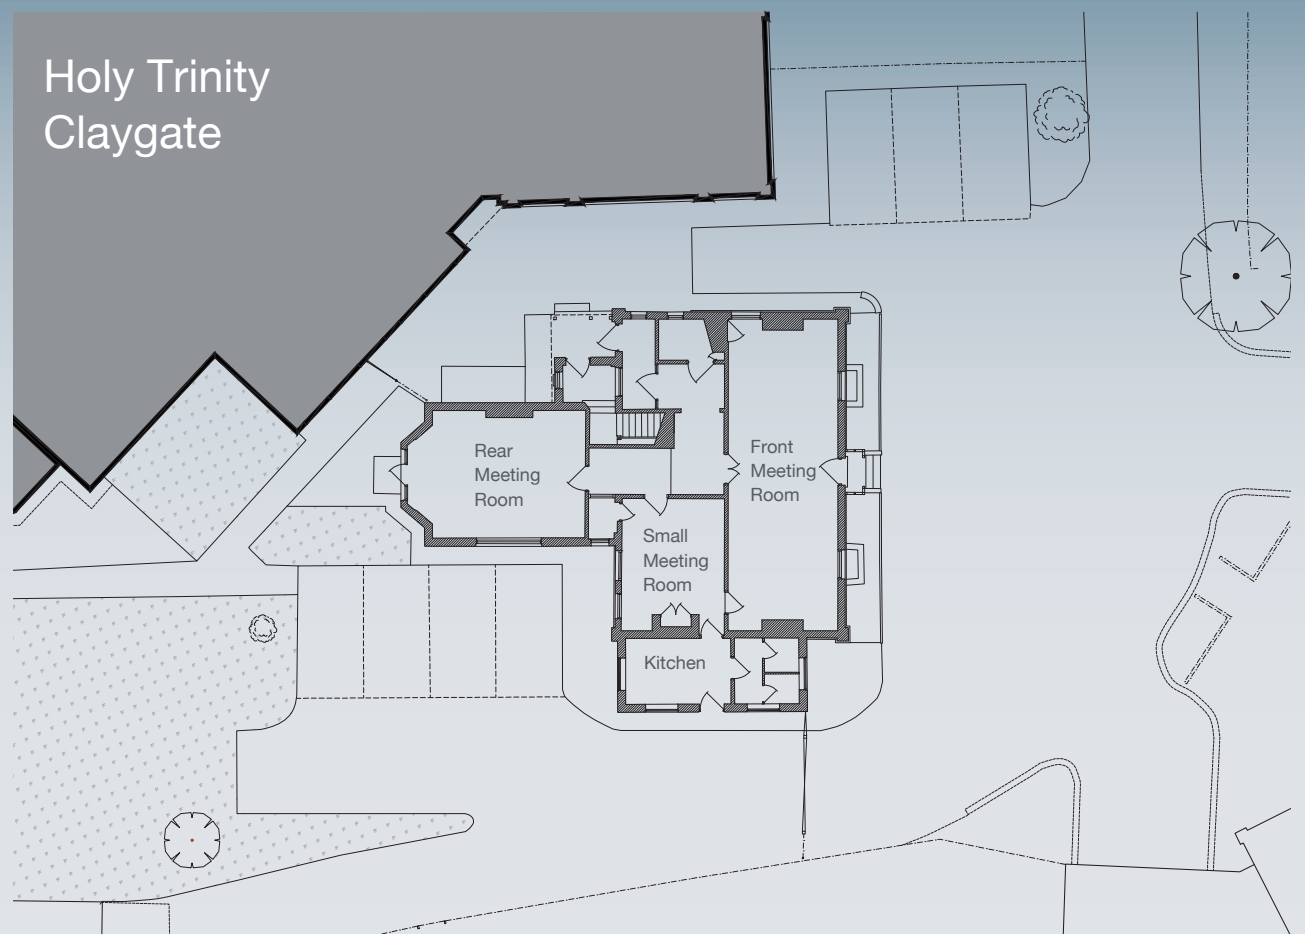 Holy Trinity
Claygate
Rear
Meeting
Room
Front
Meeting
Room
Small
Meeting
Room
Kitchen